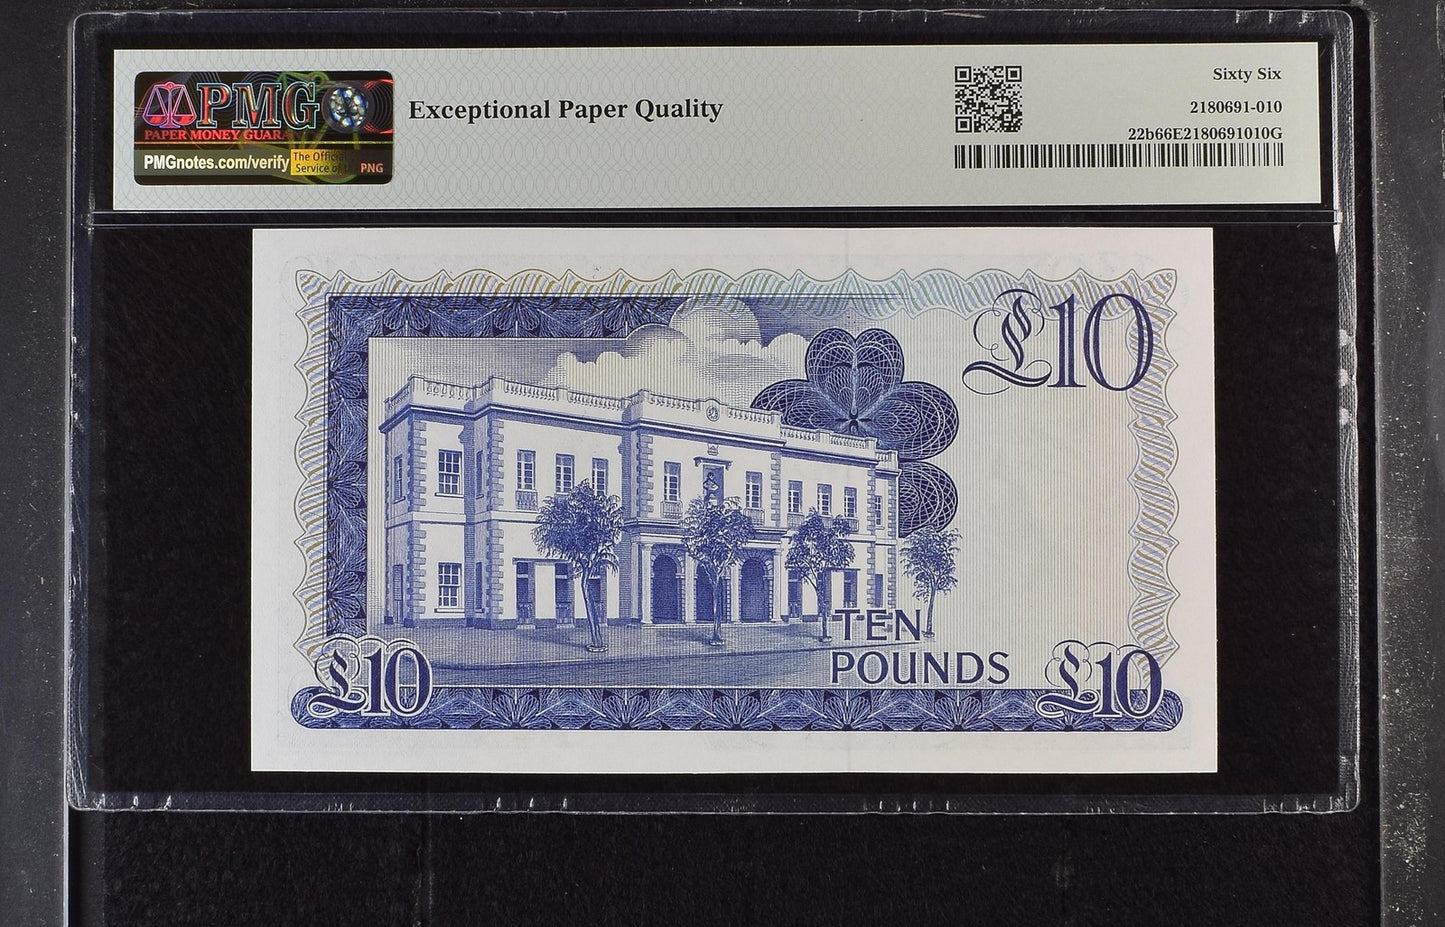 PMG
PAPER MONEY GUARA
PMGnotes.com/verify
The Official
Service of
PNG
Exceptional Paper Quality
Sixty Six
2180691-010
22b66E2180691010G
£10
TEN
POUNDS
£10
£10